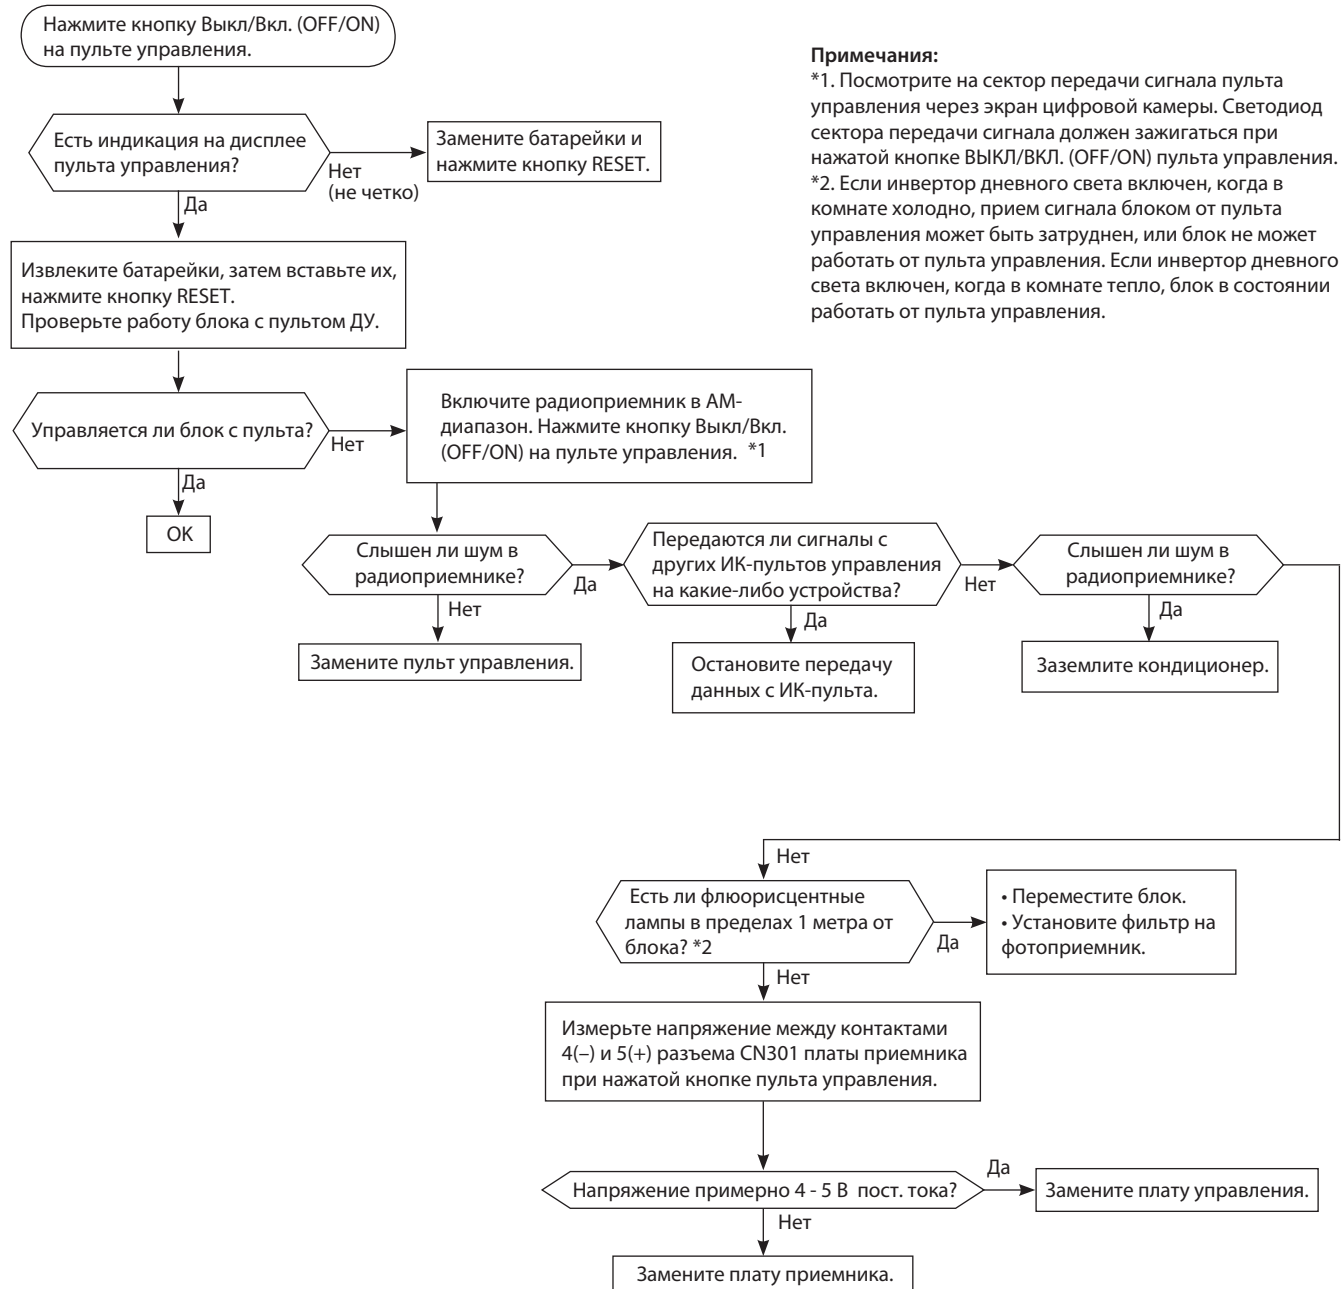 Нажмите кнопку Выкл/Вкл. (OFF/ON)
на пульте управления.
Примечания:
*1. Посмотрите на сектор передачи сигнала пульта
управления через экран цифровой камеры. Светодиод
сектора передачи сигнала должен зажигаться при
нажатой кнопке ВЫКЛ/ВКЛ. (OFF/ON) пульта управления.
*2. Если инвертор дневного света включен, когда в
комнате холодно, прием сигнала блоком от пульта
управления может быть затруднен, или блок не может
работать от пульта управления. Если инвертор дневного
света включен, когда в комнате тепло, блок в состоянии
работать от пульта управления.
Есть индикация на дисплее
пульта управления?
Нет
(не четко)
Замените батарейки и
нажмите кнопку RESET.
Да
Извлеките батарейки, затем вставьте их,
нажмите кнопку RESET.
Проверьте работу блока с пультом ДУ.
Управляется ли блок с пульта?
Нет
Да
OK
Включите радиоприемник в АМ-
диапазон. Нажмите кнопку Выкл/Вкл.
(OFF/ON) на пульте управления. *1
Слышен ли шум в
радиоприемнике?
Да
Нет
Замените пульт управления.
Передаются ли сигналы с
других ИК-пультов управления
на какие-либо устройства?
Нет
Да
Остановите передачу
данных с ИК-пульта.
Слышен ли шум в
радиоприемнике?
Да
Заземлите кондиционер.
Нет
Есть ли флюорисцентные
лампы в пределах 1 метра от
блока? *2
Да
• Переместите блок.
• Установите фильтр на
фотоприемник.
Нет
Измерьте напряжение между контактами
4(–) и 5(+) разъема CN301 платы приемника
при нажатой кнопке пульта управления.
Напряжение примерно 4 - 5 В пост. тока?
Да
Замените плату управления.
Нет
Замените плату приемника.